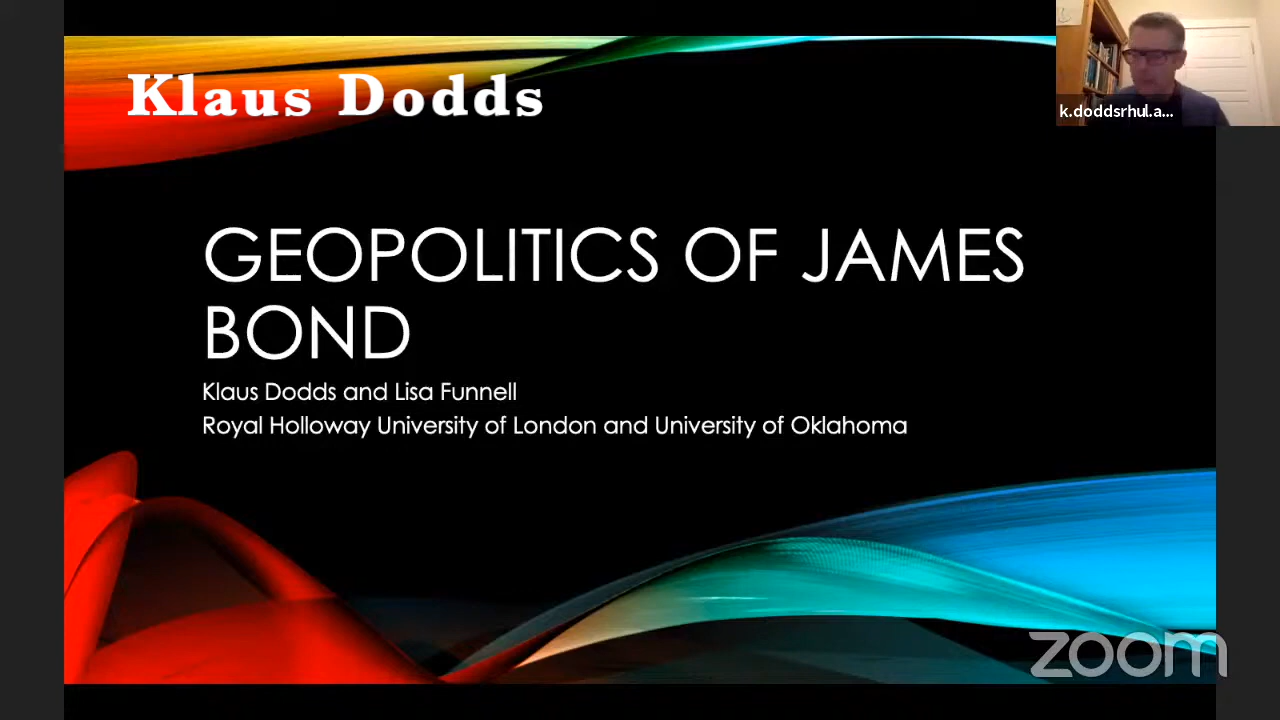 Klaus Dodds
k.doddsrhul.a...
GEOPOLITICS OF JAMES
BOND
Klaus Dodds and Lisa Funnell
Royal Holloway University of London and University of Oklahoma
zoom